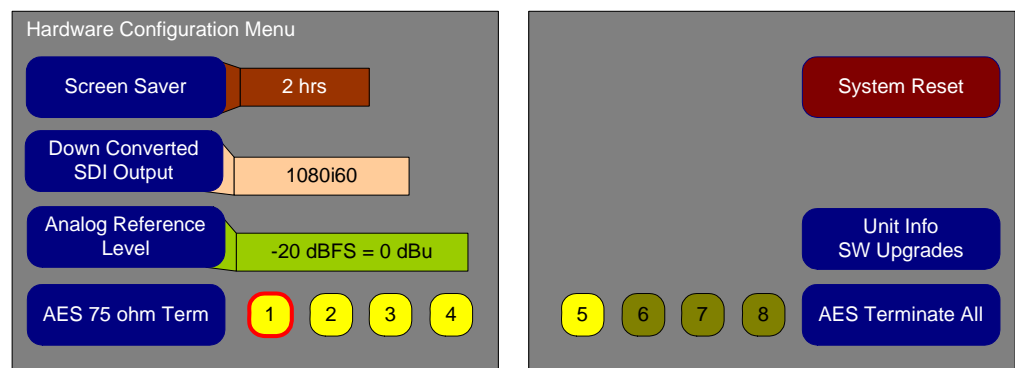 Hardware Configuration Menu
Screen Saver
2 hrs
Down Converted
SDI Output
1080i60
Analog Reference
Level
-20 dBFS = 0 dBu
AES 75 ohm Term
1 2 3 4
System Reset
Unit Info
SW Upgrades
5 6 7 8
AES Terminate All